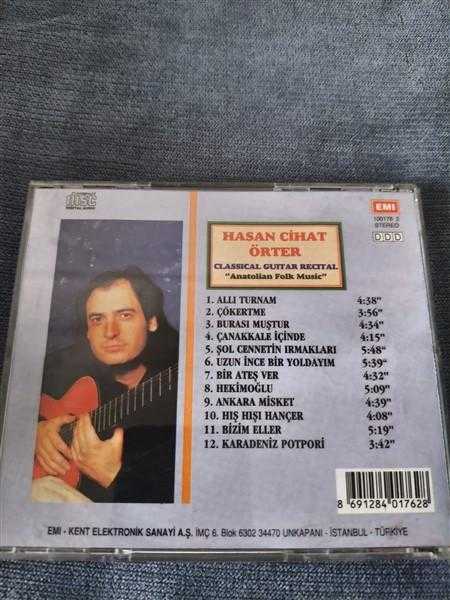 COMPACT
disc
DIGITAL AUDIO
EMI
100176 2
STEREO
DDD
HASAN CİHAT
ÖRTER
CLASSICAL GUITAR RECITAL
"Anatolian Folk Music"
1. ALLI TURNAM 4:38"
2. ÇÖKERTME 3:56"
3. BURASI MUŞTUR 4:34"
4. ÇANAKKALE İÇİNDE 4:15"
5. ŞOL CENNETİN IRMAKLARI 5:48"
6. UZUN İNCE BİR YOLDAYIM 5:39"
7. BİR ATEŞ VER 4:32"
8. HEKİMOĞLU 5:09"
9. ANKARA MİSKET 4:39"
10. HIŞ HIŞI HANÇER 4:08"
11. BİZİM ELLER 5:19"
12. KARADENİZ POTPORİ 3:42"
8 691284 017628
EMI - KENT ELEKTRONİK SANAYİ A.Ş. İMÇ 6. Blok 6302 34470 UNKAPANI - İSTANBUL - TÜRKİYE